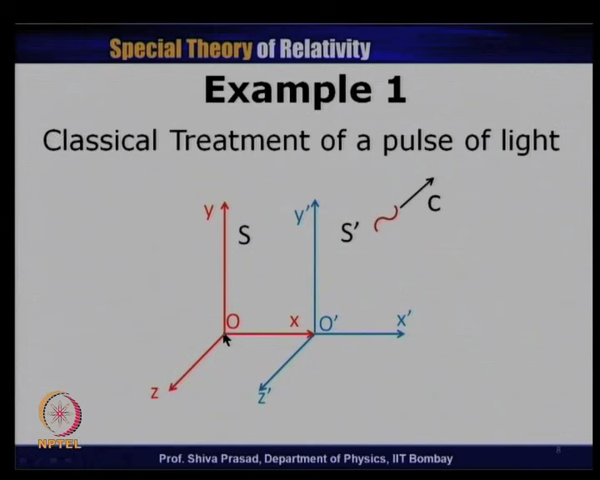 Special Theory of Relativity
Example 1
Classical Treatment of a pulse of light
y
S
y'
S'
C
O
x
O'
x'
z
z'
NPTEL
Prof. Shiva Prasad, Department of Physics, IIT Bombay
8